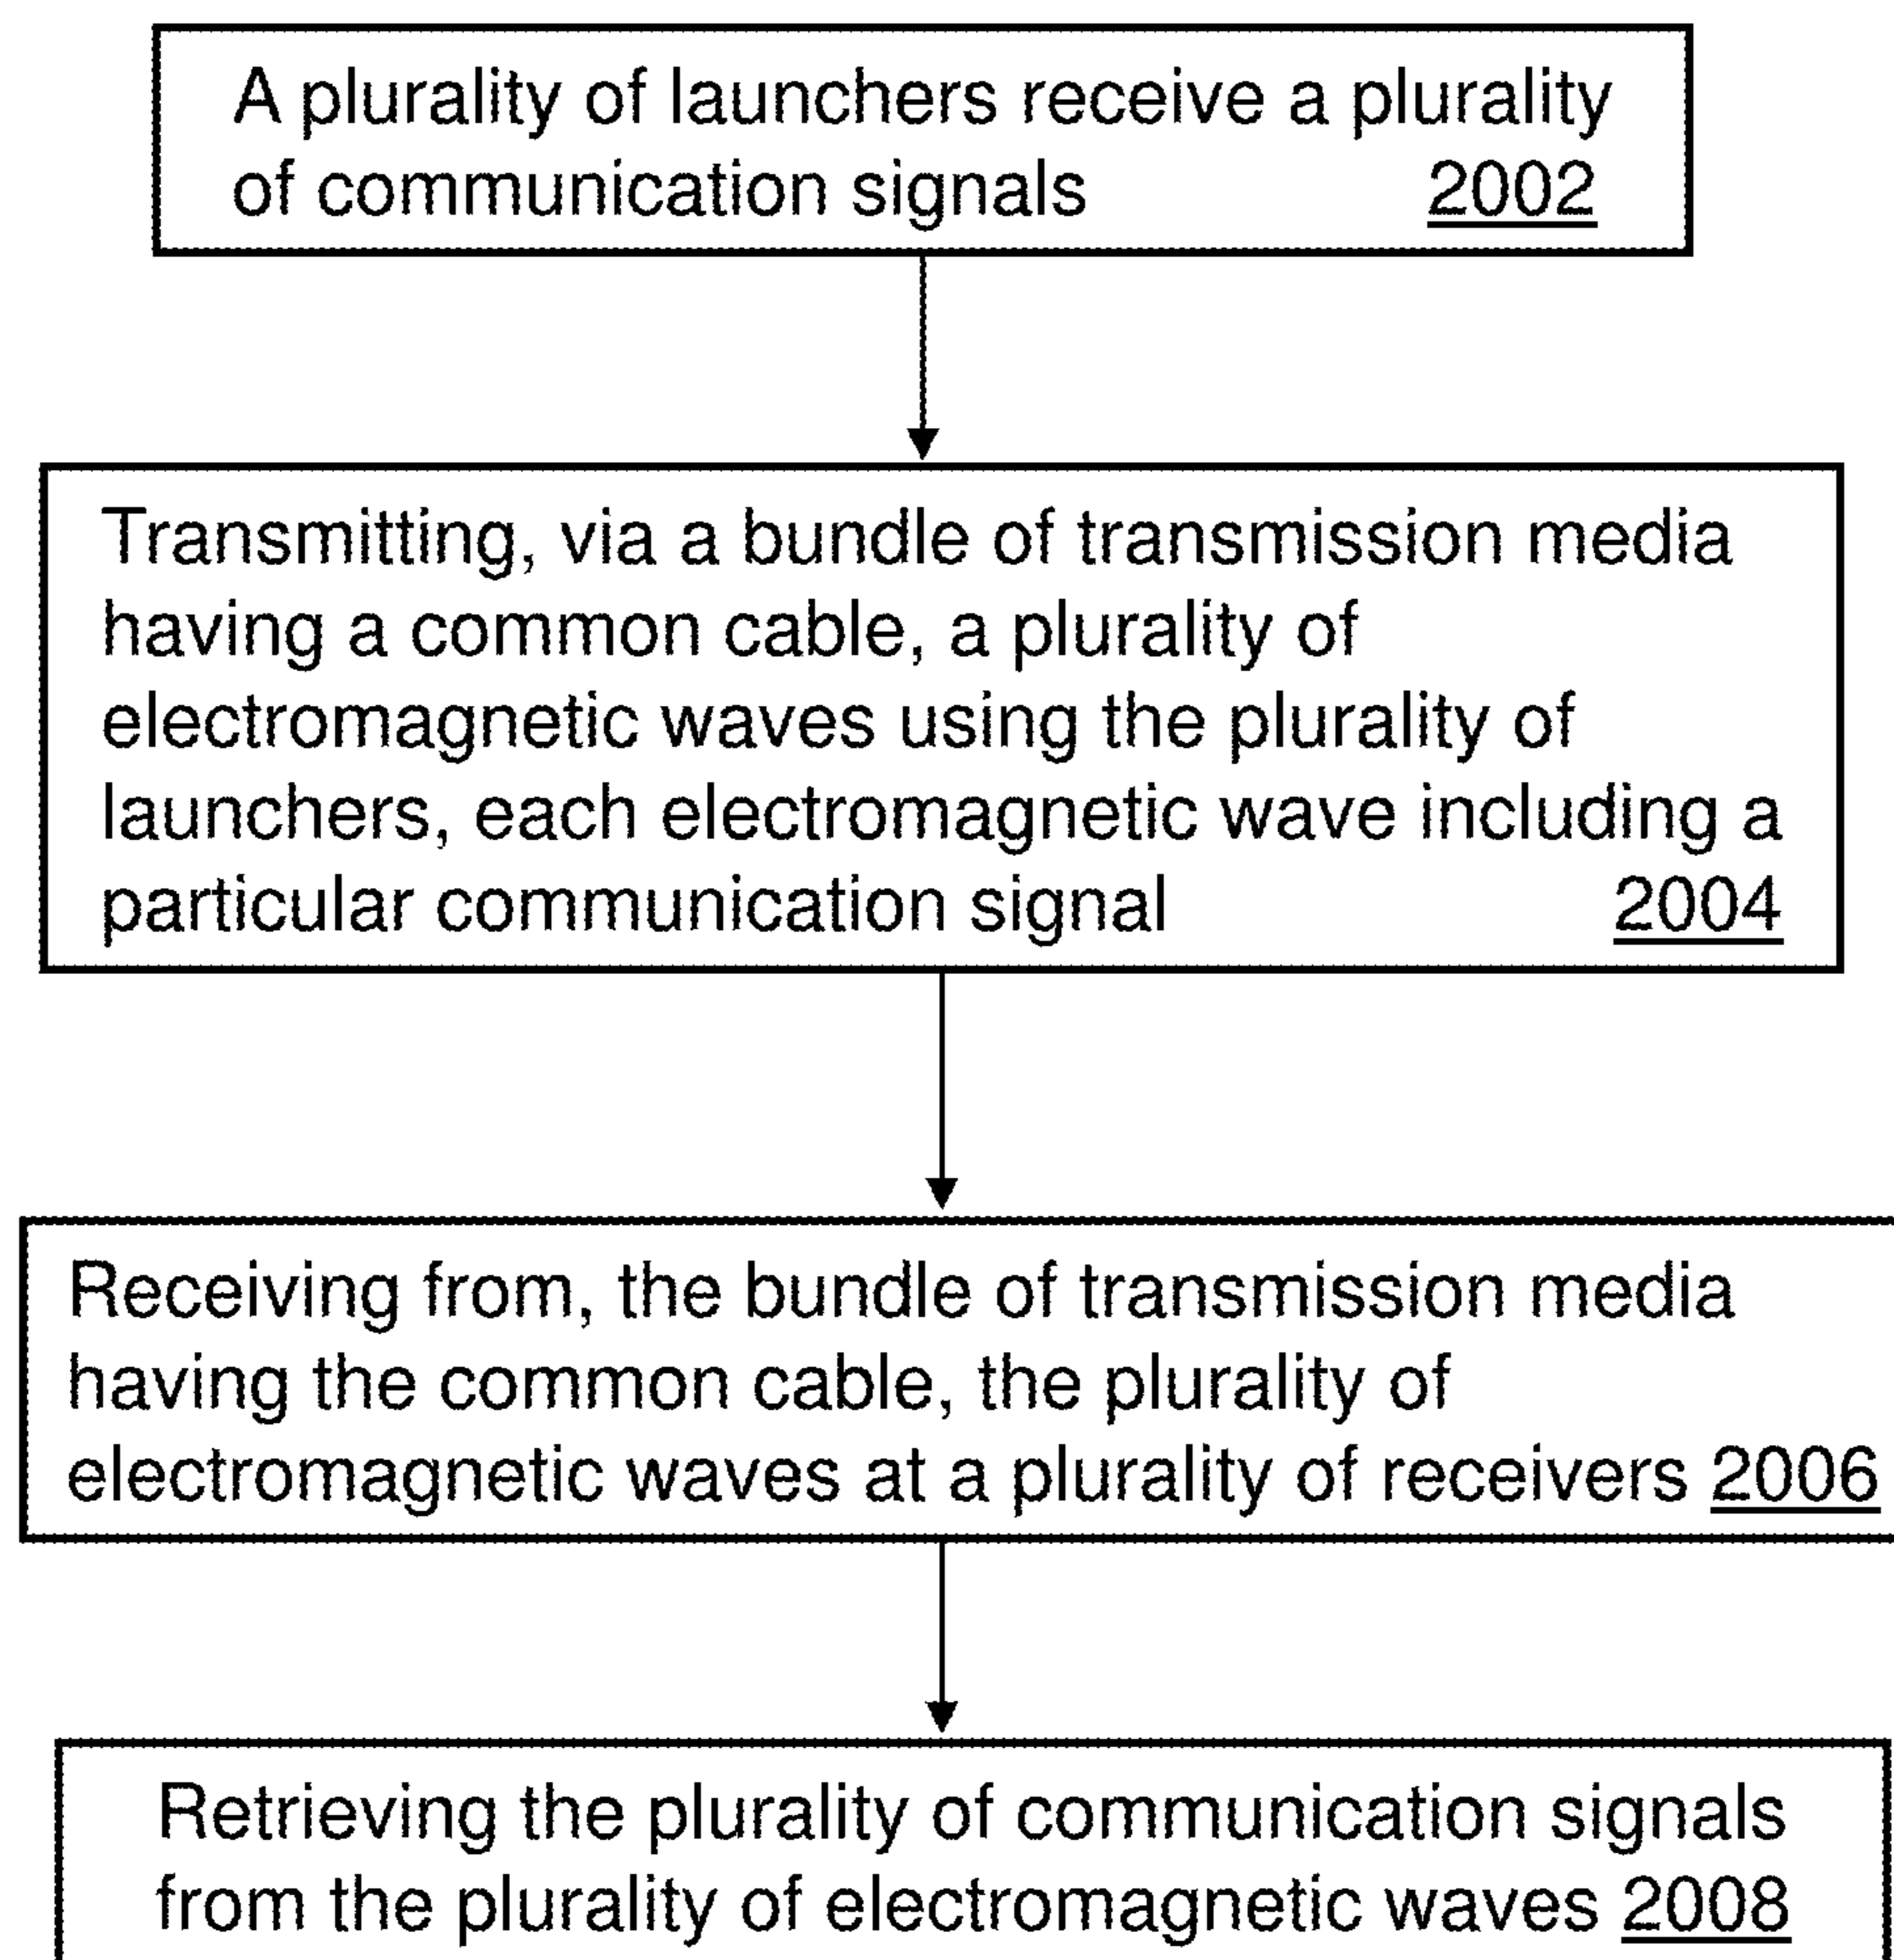 A plurality of launchers receive a plurality
of communication signals 2002
Transmitting, via a bundle of transmission media
having a common cable, a plurality of
electromagnetic waves using the plurality of
launchers, each electromagnetic wave including a
particular communication signal 2004
Receiving from, the bundle of transmission media
having the common cable, the plurality of
electromagnetic waves at a plurality of receivers 2006
Retrieving the plurality of communication signals
from the plurality of electromagnetic waves 2008